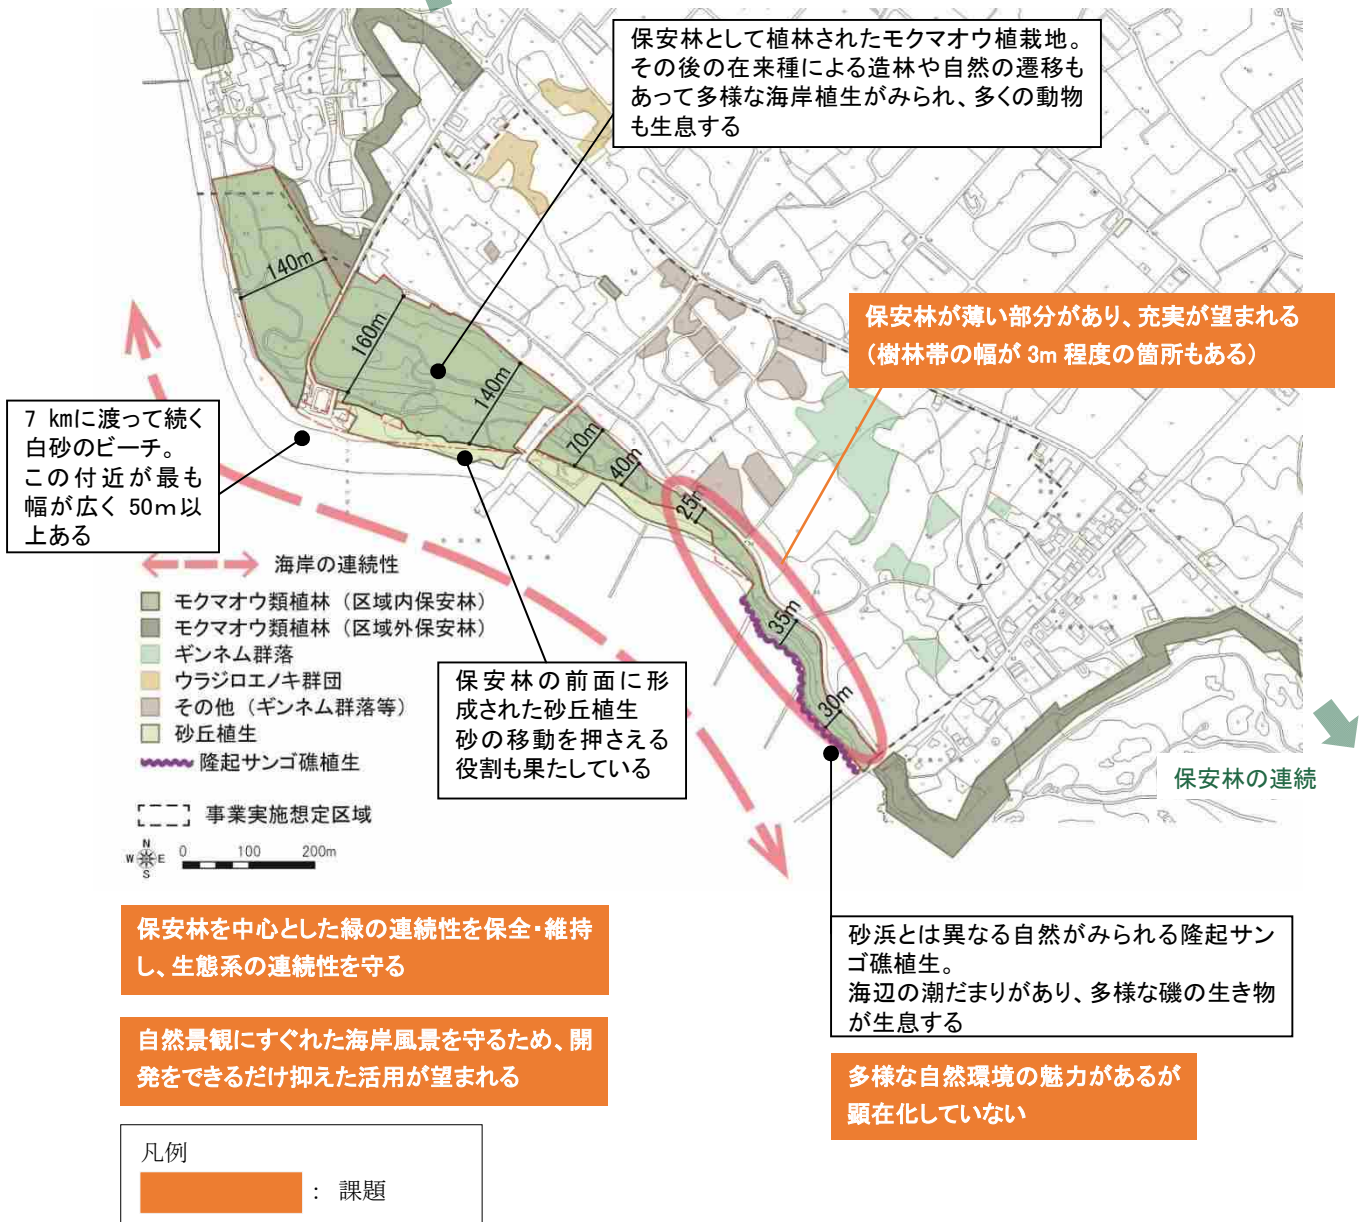 保安林として植林されたモクマオウ植栽地。
その後の在来種による造林や自然の遷移も
あって多様な海岸植生がみられ、多くの動物
も生息する
140m
160m
140m
70m
40m
25m
35m
30m
保安林が薄い部分があり、充実が望まれる
（樹林帯の幅が 3m 程度の箇所もある）
7 kmに渡って続く
白砂のビーチ。
この付近が最も
幅が広く 50m以
上ある
海岸の連続性
モクマオウ類植林（区域内保安林）
モクマオウ類植林（区域外保安林）
ギンネム群落
ウラジロエノキ群団
その他（ギンネム群落等）
砂丘植生
隆起サンゴ礁植生
事業実施想定区域
N
W E
S
0 100 200m
保安林の前面に形
成された砂丘植生
砂の移動を押さえる
役割も果たしている
保安林の連続
保安林を中心とした緑の連続性を保全・維持
し、生態系の連続性を守る
自然景観にすぐれた海岸風景を守るため、開
発をできるだけ抑えた活用が望まれる
砂浜とは異なる自然がみられる隆起サン
ゴ礁植生。
海辺の潮だまりがあり、多様な磯の生き物
が生息する
多様な自然環境の魅力があるが
顕在化していない
凡例
： 課題